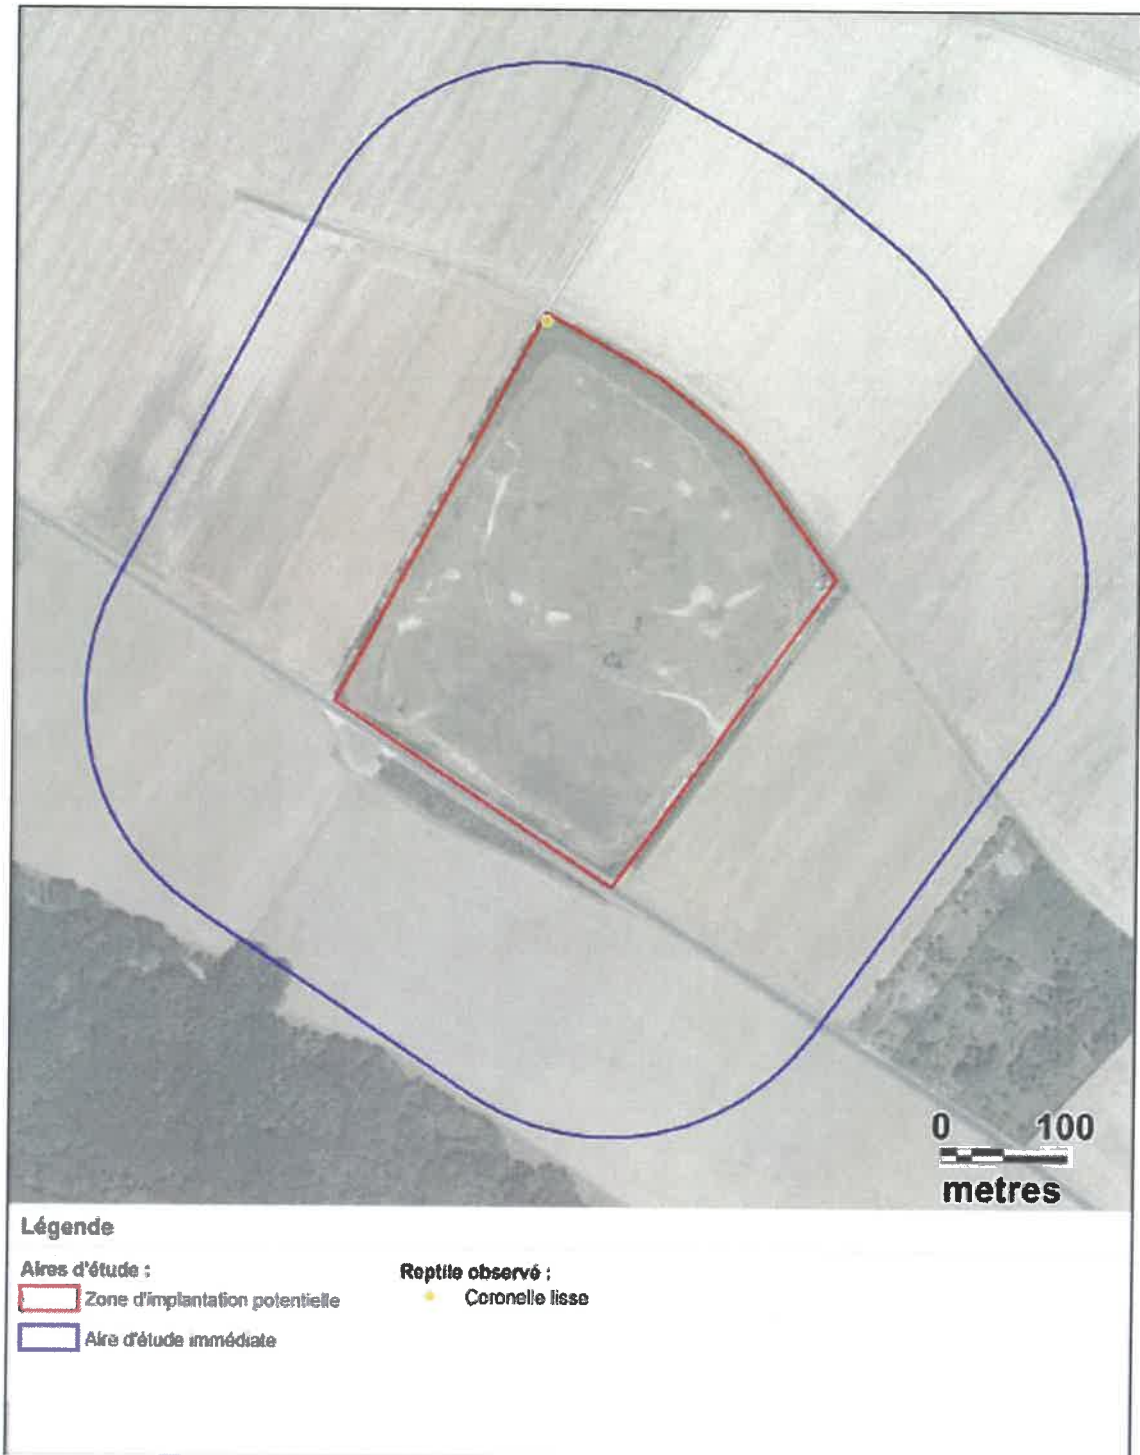 0 100
metres
Légende
Aires d'étude :
Zone d'implantation potentielle
Aire d'étude immédiate
Reptile observé :
Coronelle lisse